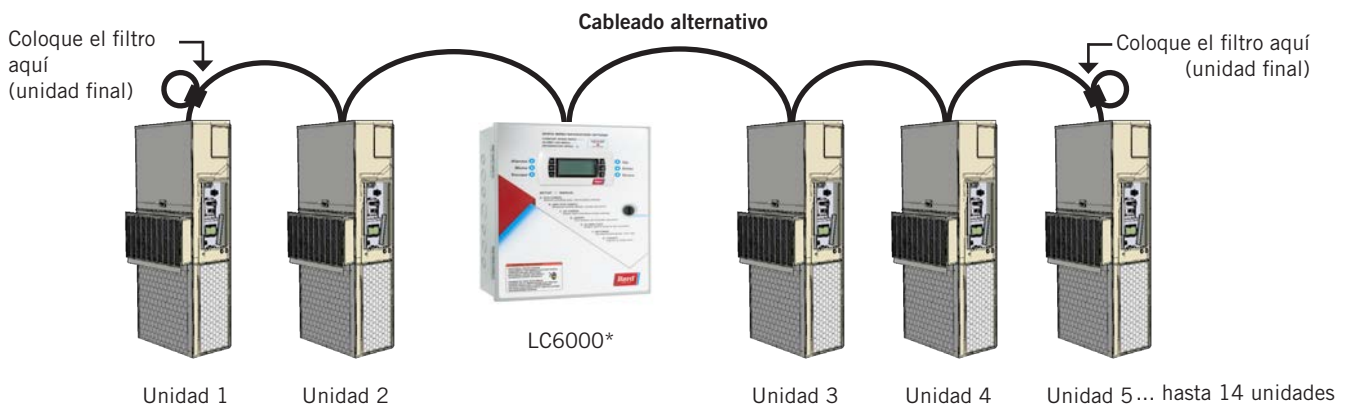 Cableado alternativo
Coloque el filtro
aquí
(unidad final)
Coloque el filtro aquí
(unidad final)
Bard
LC6000*
Unidad 1
Unidad 2
Unidad 3
Unidad 4
Unidad 5 ... hasta 14 unidades